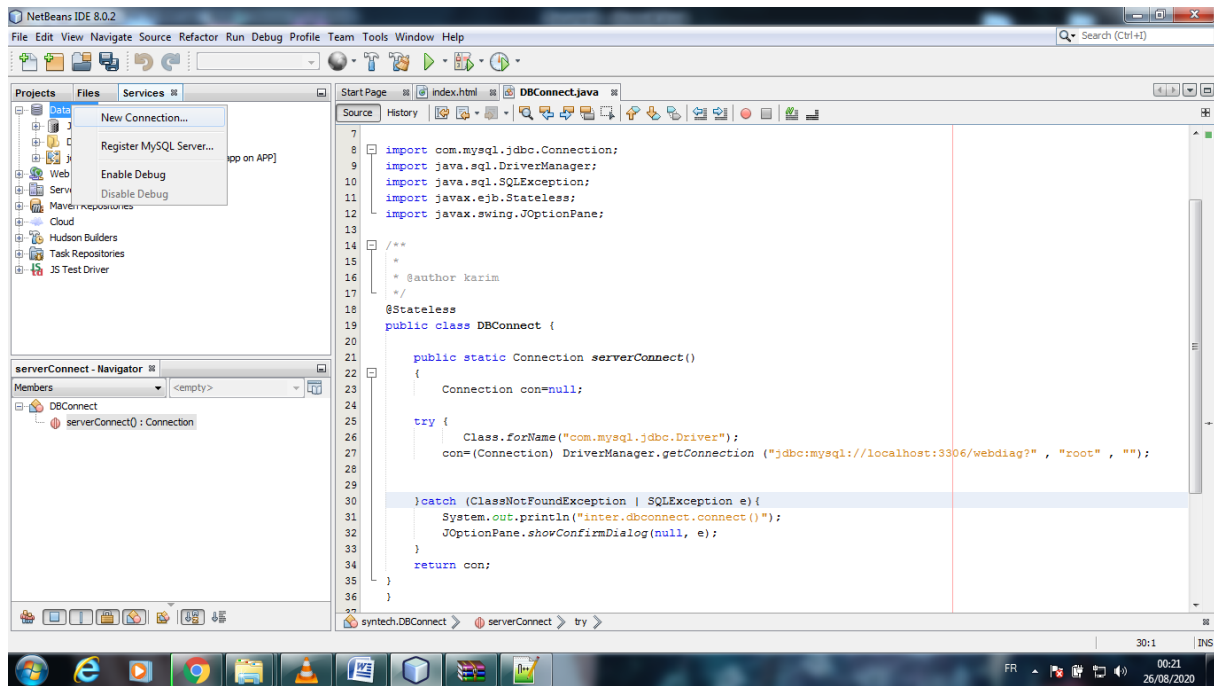 NetBeans IDE 8.0.2
File Edit View Navigate Source Refactor Run Debug Profile Team Tools Window Help
Search (Ctrl+I)
Projects Files Services
Start Page index.html DBConnect.java
Source History
Data
New Connection...
Register MySQL Server...
app on APP]
Enable Debug
Web
Serv
Disable Debug
Maven Repositories
Cloud
Hudson Builders
Task Repositories
JS Test Driver
serverConnect - Navigator
Members <empty>
DBConnect
serverConnect() : Connection
7
8 import com.mysql.jdbc.Connection;
9 import java.sql.DriverManager;
10 import java.sql.SQLException;
11 import javax.ejb.Stateless;
12 import javax.swing.JOptionPane;
13
14 /**
15 *
16 * @author karim
17 */
18 @Stateless
19 public class DBConnect {
20
21 public static Connection serverConnect()
22 {
23 Connection con=null;
24
25 try {
26 Class.forName("com.mysql.jdbc.Driver");
27 con=(Connection) DriverManager.getConnection ("jdbc:mysql://localhost:3306/webdiag?" , "root" , "");
28
29
30 }catch (ClassNotFoundException | SQLException e){
31 System.out.println("inter.dbconnect.connect()");
32 JOptionPane.showConfirmDialog(null, e);
33 }
34 return con;
35 }
36 }
37
syntech.DBConnect serverConnect try
30:1 INS
FR
00:21
26/08/2020